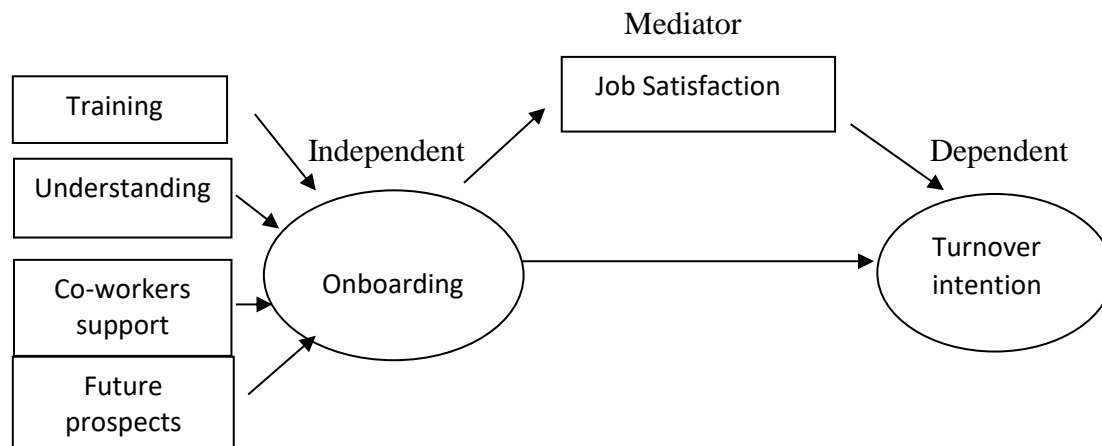 Mediator
Job Satisfaction
Training
Independent
Dependent
Understanding
Onboarding
Turnover
intention
Co-workers
support
Future
prospects